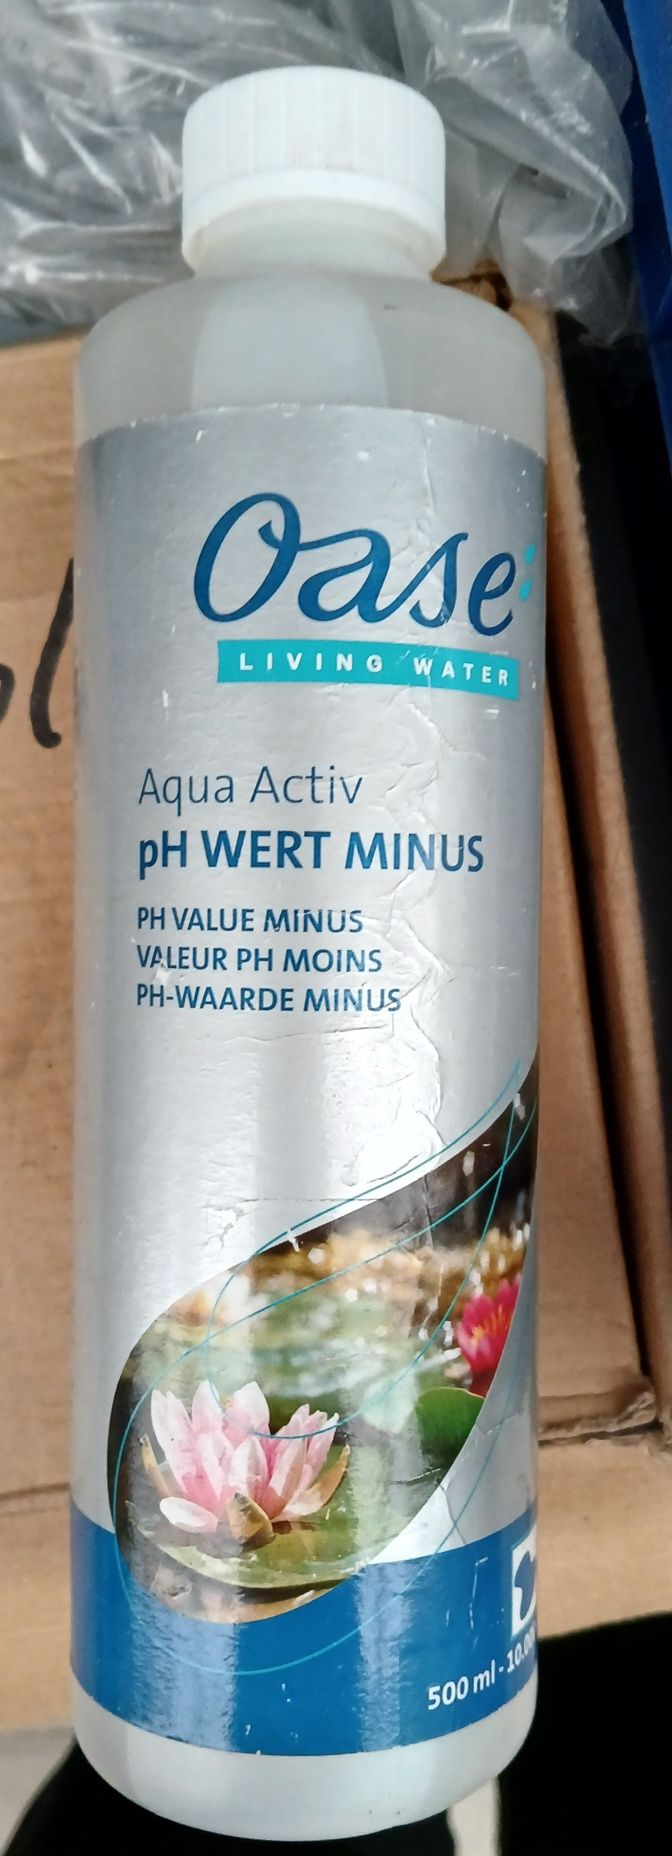 Oase
LIVING WATER
Aqua Activ
pH WERT MINUS
PH VALUE MINUS
VALEUR PH MOINS
PH-WAARDE MINUS
500 ml -